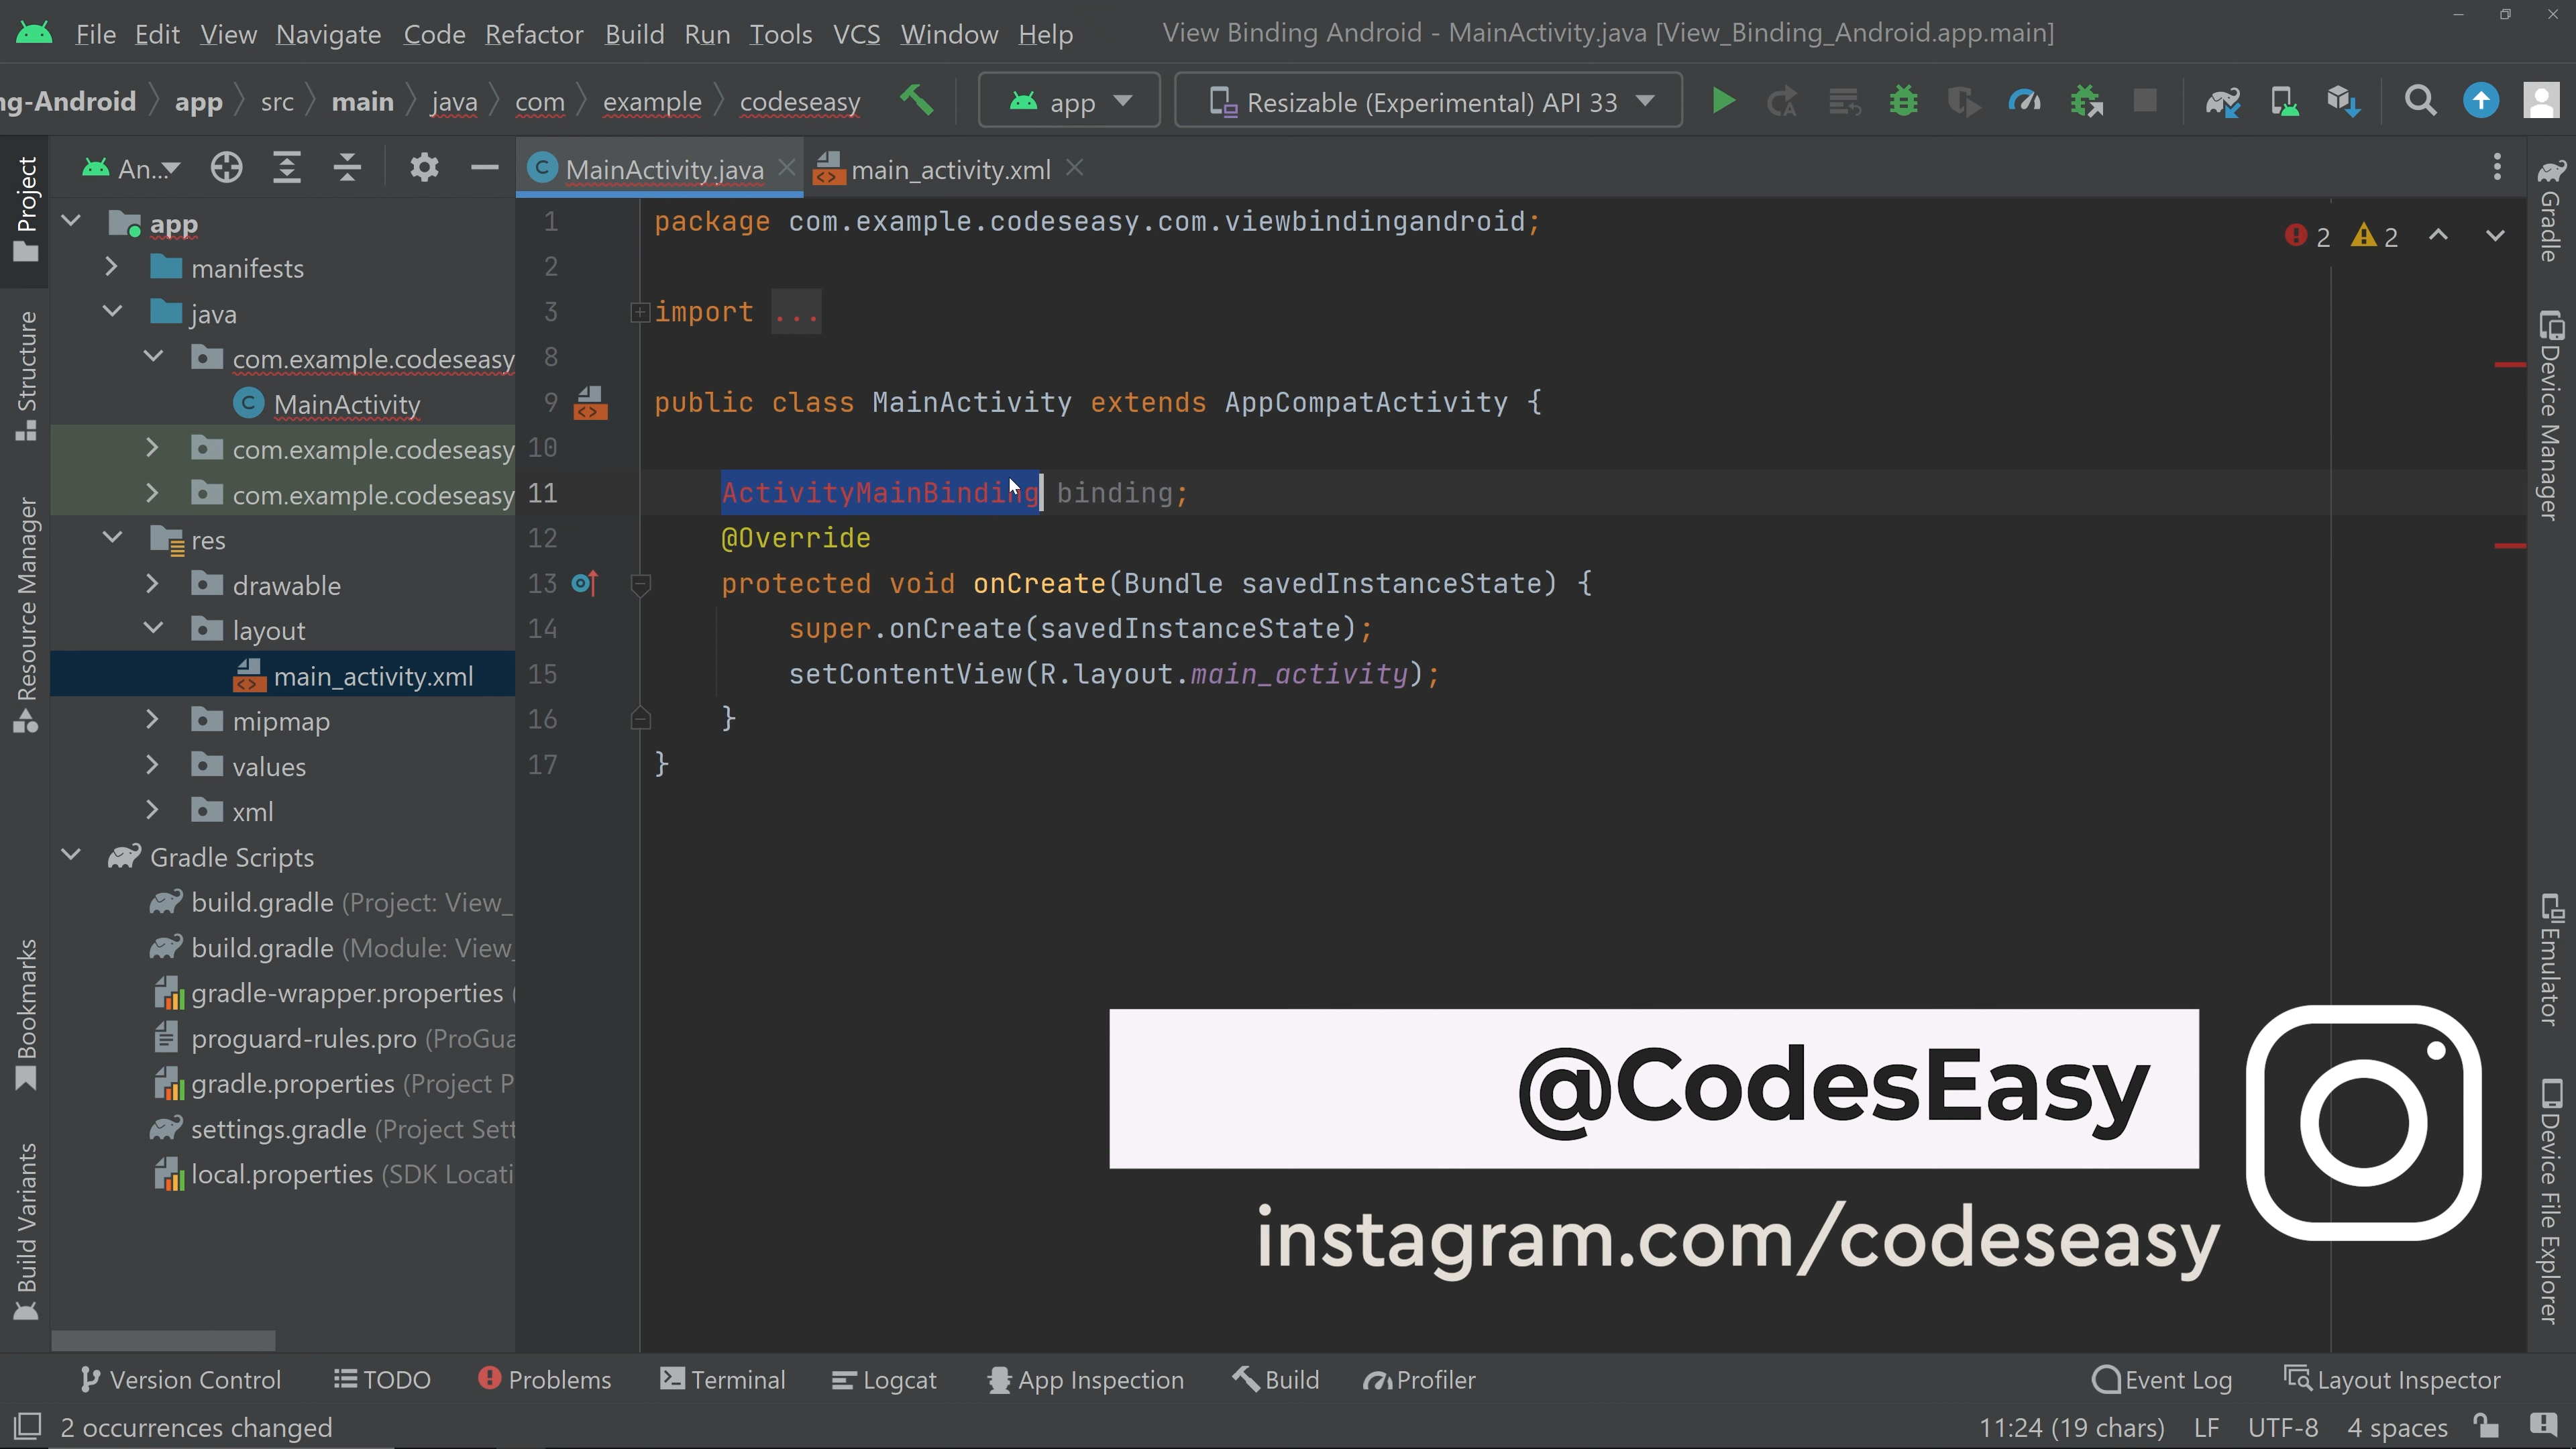 File Edit View Navigate Code Refactor Build Run Tools VCS Window Help View Binding Android - MainActivity.java [View_Binding_Android.app.main]
ng-Android app src main java com example codeseasy app Resizable (Experimental) API 33
An... MainActivity.java main_activity.xml
Project
Structure
Resource Manager
Bookmarks
Build Variants
app
manifests
java
com.example.codeseasy
MainActivity
com.example.codeseasy
com.example.codeseasy
res
drawable
layout
main_activity.xml
mipmap
values
xml
Gradle Scripts
build.gradle (Project: View_
build.gradle (Module: View_
gradle-wrapper.properties (
proguard-rules.pro (ProGua
gradle.properties (Project P
settings.gradle (Project Sett
local.properties (SDK Locati
1 package com.example.codeseasy.com.viewbindingandroid;
2
3 import ...
8
9 public class MainActivity extends AppCompatActivity {
10
11 ActivityMainBinding binding;
12 @Override
13 protected void onCreate(Bundle savedInstanceState) {
14 super.onCreate(savedInstanceState);
15 setContentView(R.layout.main_activity);
16 }
17 }
2 2
@CodesEasy
instagram.com/codeseasy
Gradle
Device Manager
Emulator
Device File Explorer
Version Control TODO Problems Terminal Logcat App Inspection Build Profiler Event Log Layout Inspector
2 occurrences changed 11:24 (19 chars) LF UTF-8 4 spaces